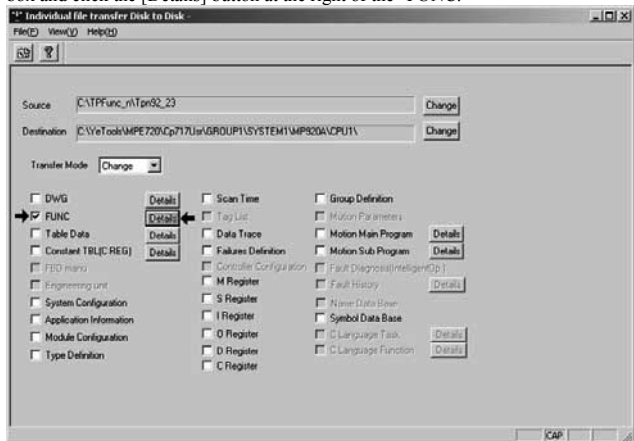 box and click the [Details] button at the right of the "FUNC."
Individual file transfer Disk to Disk -
File(F) View(V) Help(H)
Source C:\TPFunc_n\Tpn92_23 Change
Destination C:\YeTools\MPE720\Cp717Usr\GROUP1\SYSTEM1\MP920A\CPU1\ Change
Transfer Mode Change
DWG Details Scan Time Group Definition
FUNC Details Tag List Motion Parameters
Table Data Details Data Trace Motion Main Program Details
Constant TBL(C REG) Details Failures Definition Motion Sub Program Details
FBD manu Controller Configuration Fault Diagnosis(IntelligentOp.)
Engineering unit M Register Fault History Details
System Configuration S Register Name Data Base
Application Information I Register Symbol Data Base
Module Configuration O Register C Language Task Details
Type Definition D Register C Language Function Details
C Register
CAP